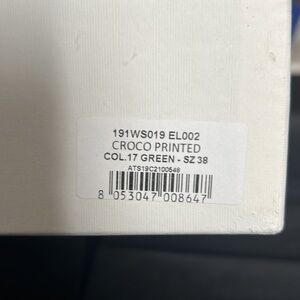 191WS019 EL002
CROCO PRINTED
COL.17 GREEN - SZ 38
ATS19C2100548
8 053047 008647